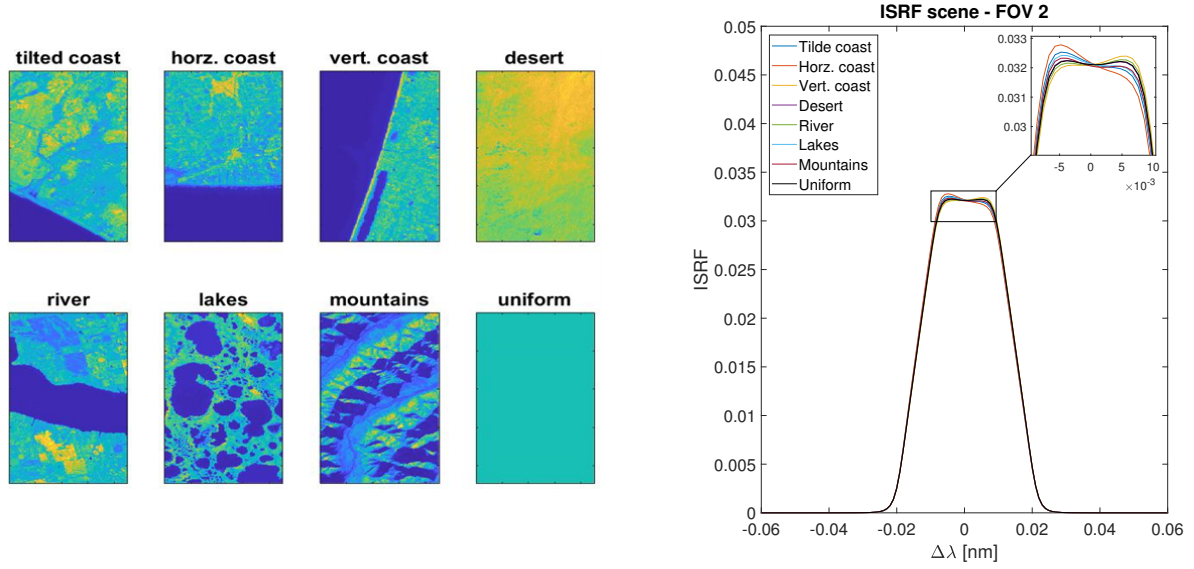 tilted coast
horz. coast
vert. coast
desert
river
lakes
mountains
uniform
ISRF scene - FOV 2
0.05
0.045
0.04
0.035
0.03
0.025
0.02
0.015
0.01
0.005
0
ISRF
Tilde coast
Horz. coast
Vert. coast
Desert
River
Lakes
Mountains
Uniform
0.033
0.032
0.031
0.03
-5 0 5 10
×10⁻³
-0.06 -0.04 -0.02 0 0.02 0.04 0.06
Δλ [nm]